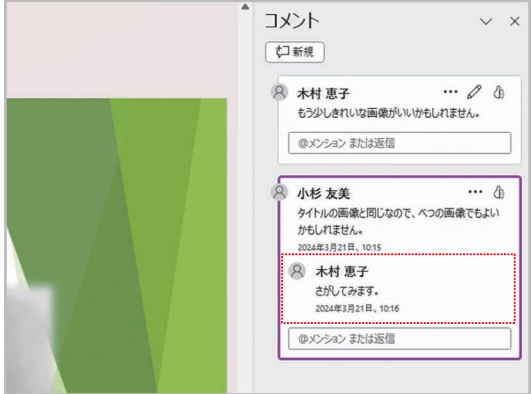 コメント
新規
木村 恵子
もう少しきれいな画像がいいかもしれません。
@メンション または返信
小杉 友美
タイトルの画像と同じなので、べつの画像でもよい
かもしれません。
2024年3月21日、10:15
木村 恵子
さがしてみます。
2024年3月21日、10:16
@メンション または返信